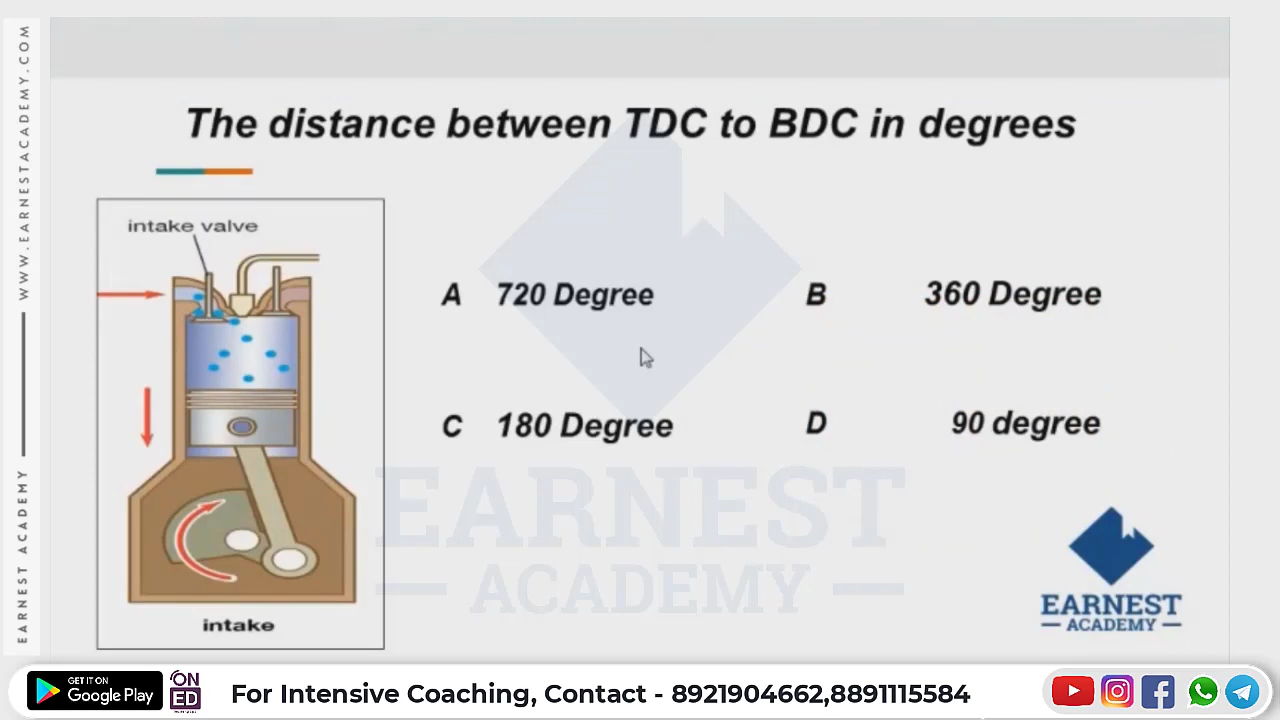 WWW.EARNESTACADEMY.COM
EARNEST ACADEMY
The distance between TDC to BDC in degrees
intake valve
A 720 Degree
B 360 Degree
C 180 Degree
D 90 degree
intake
EARNEST
ACADEMY
EARNEST
ACADEMY
GET IT ON
Google Play
ON
ED
For Intensive Coaching, Contact - 8921904662,8891115584